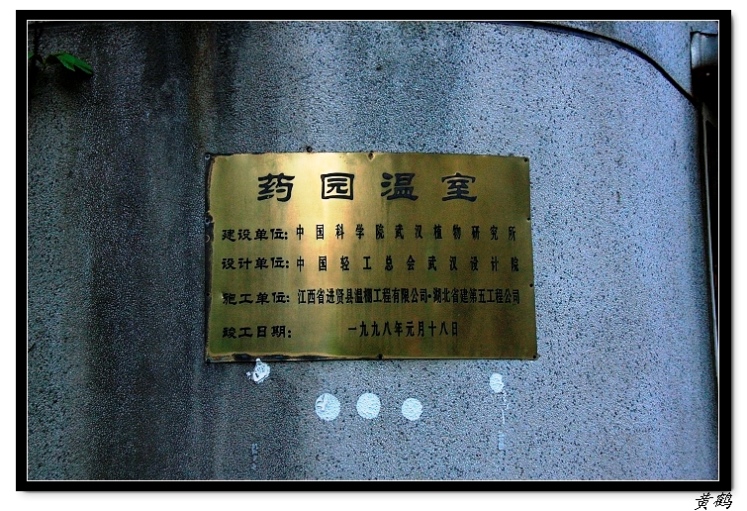 药园温室
建设单位:中国科学院武汉植物研究所
设计单位:中国轻工总会武汉设计院
施工单位:江西省进贤县温棚工程有限公司·湖北省建第五工程公司
竣工日期:一九九八年元月十八日
黄鹤